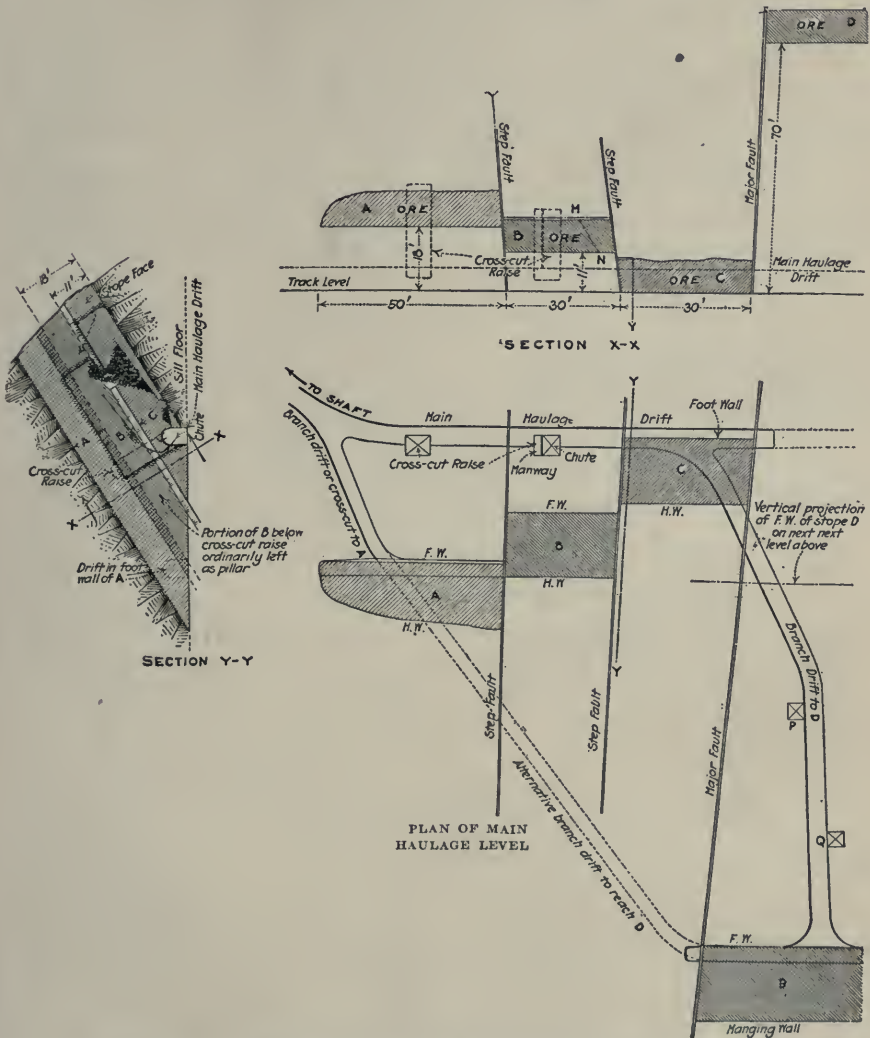 ORE D
Y
Step Fault
Step Fault
Major Fault
70'
A ORE
M
B ORE
N
18'
11'
Cross-cut
Raise
ORE C
Main Haulage
Drift
Track Level
50'
30'
30'
Y
SECTION X-X
18'
11'
Stope Face
Sill Floor
Main Haulage Drift
Chute
A
B
C
X
Cross-cut
Raise
X
Portion of B below
cross-cut raise
ordinarily left
as pillar
Drift in foot
wall of A
SECTION Y-Y
TO SHAFT
Main Haulage Drift
Y
Foot Wall
Branch drift or cross-cut to A
Cross-cut Raise
Manway
Chute
C
H.W.
Vertical projection
of F. W. of stope D
on next next
level above
F.W.
B
H.W
F. W.
A
H.W.
Y
Step-Fault
Step Fault
Major Fault
Branch Drift to D
P
Q
Alternative branch drift to reach D
PLAN OF MAIN
HAULAGE LEVEL
F. W.
D
Hanging Wall